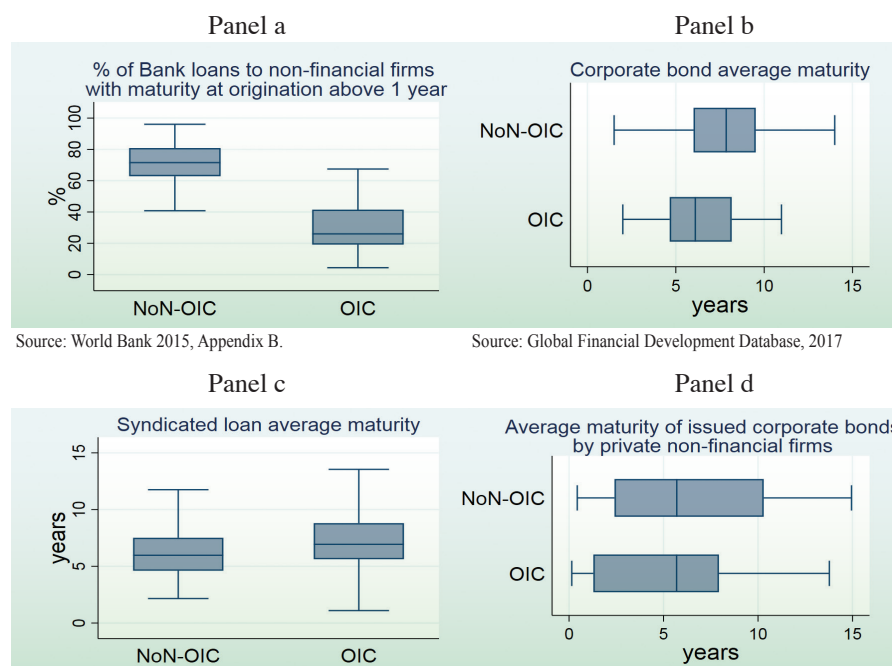 Panel a
% of Bank loans to non-financial firms
with maturity at origination above 1 year
100
80
60
40
20
0
%
NoN-OIC
OIC
Source: World Bank 2015, Appendix B.
Panel b
Corporate bond average maturity
NoN-OIC
OIC
0
5
10
15
years
Source: Global Financial Development Database, 2017
Panel c
Syndicated loan average maturity
15
10
5
0
years
NoN-OIC
OIC
Panel d
Average maturity of issued corporate bonds
by private non-financial firms
NoN-OIC
OIC
0
5
10
15
years